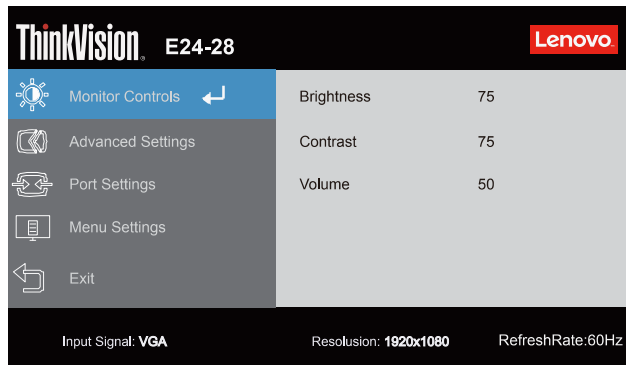 ThinkVision. E24-28
Lenovo.
Monitor Controls
Brightness 75
Advanced Settings
Contrast 75
Port Settings
Volume 50
Menu Settings
Exit
Input Signal: VGA Resolusion: 1920x1080 RefreshRate:60Hz